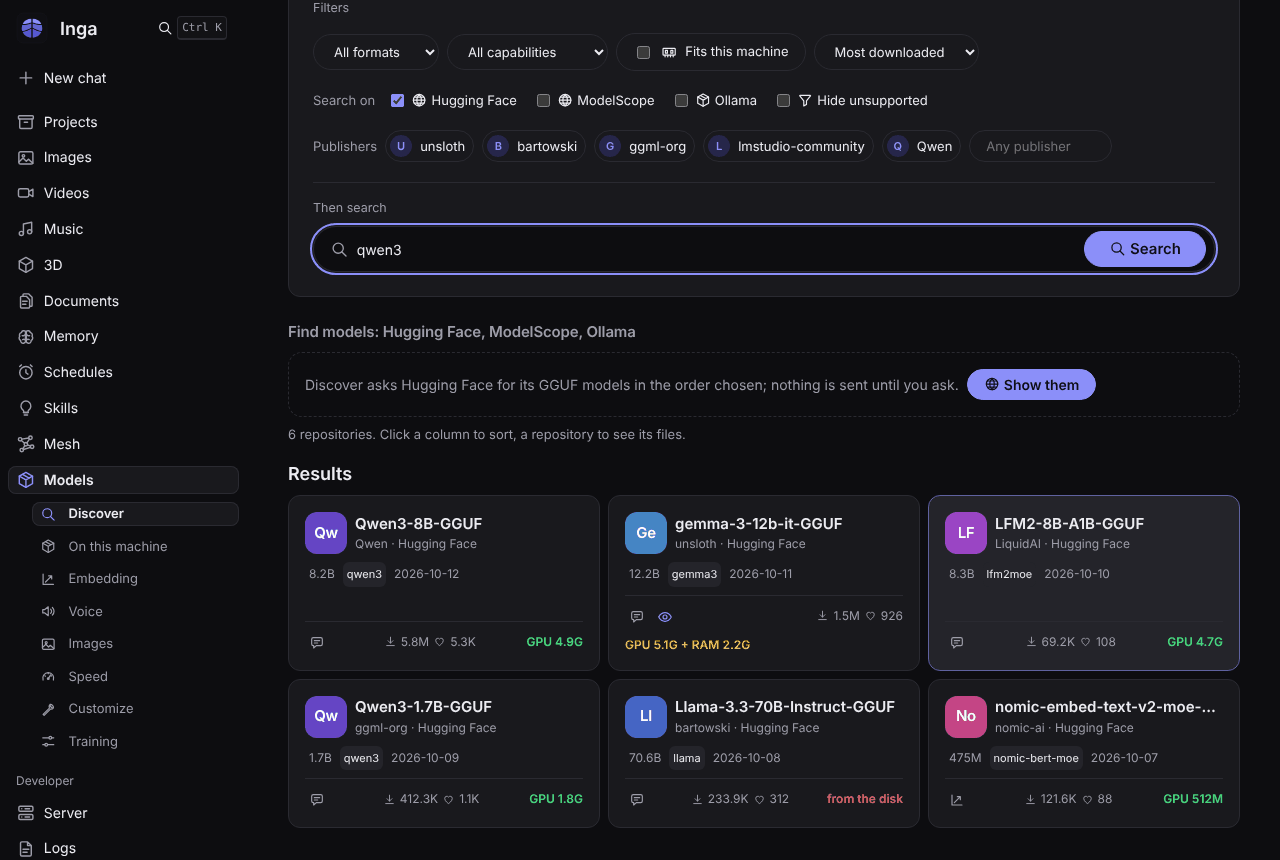 Inga
Ctrl K
New chat
Projects
Images
Videos
Music
3D
Documents
Memory
Schedules
Skills
Mesh
Models
Discover
On this machine
Embedding
Voice
Images
Speed
Customize
Training
Developer
Server
Logs
Filters
All formats
All capabilities
Fits this machine
Most downloaded
Search on
Hugging Face
ModelScope
Ollama
Hide unsupported
Publishers
U unsloth
B bartowski
G ggml-org
L lmstudio-community
Q Qwen
Any publisher
Then search
qwen3
Search
Find models: Hugging Face, ModelScope, Ollama
Discover asks Hugging Face for its GGUF models in the order chosen; nothing is sent until you ask.
Show them
6 repositories. Click a column to sort, a repository to see its files.
Results
Qw
Qwen3-8B-GGUF
Qwen · Hugging Face
8.2B qwen3 2026-10-12
5.8M 5.3K GPU 4.9G
Ge
gemma-3-12b-it-GGUF
unsloth · Hugging Face
12.2B gemma3 2026-10-11
1.5M 926
GPU 5.1G + RAM 2.2G
LF
LFM2-8B-A1B-GGUF
LiquidAI · Hugging Face
8.3B lfm2moe 2026-10-10
69.2K 108 GPU 4.7G
Qw
Qwen3-1.7B-GGUF
ggml-org · Hugging Face
1.7B qwen3 2026-10-09
412.3K 1.1K GPU 1.8G
Ll
Llama-3.3-70B-Instruct-GGUF
bartowski · Hugging Face
70.6B llama 2026-10-08
233.9K 312 from the disk
No
nomic-embed-text-v2-moe-...
nomic-ai · Hugging Face
475M nomic-bert-moe 2026-10-07
121.6K 88 GPU 512M